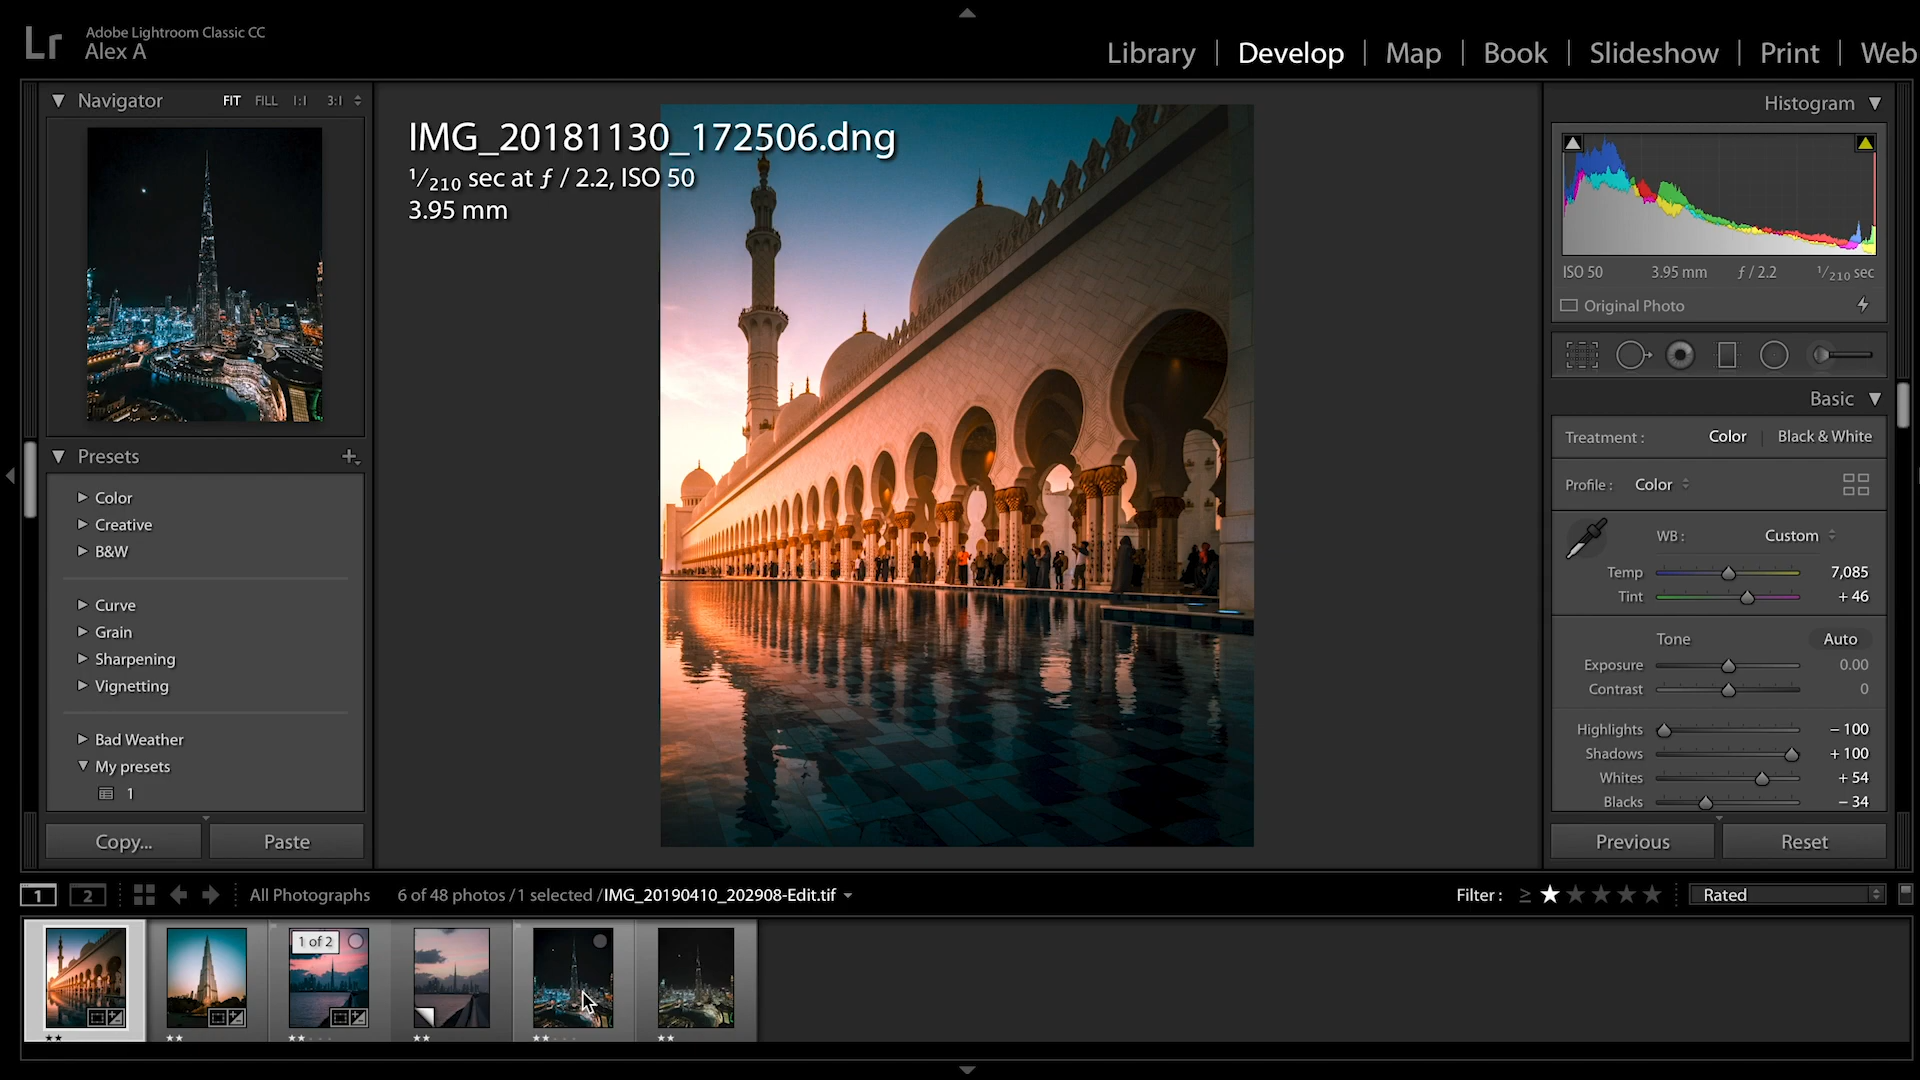 Lr
Adobe Lightroom Classic CC
Alex A
Library | Develop | Map | Book | Slideshow | Print | Web
Navigator FIT FILL 1:1 3:1
Presets
Color
Creative
B&W
Curve
Grain
Sharpening
Vignetting
Bad Weather
My presets
1
Copy... Paste
IMG_20181130_172506.dng
1/210 sec at ƒ / 2.2, ISO 50
3.95 mm
Histogram
ISO 50 3.95 mm ƒ / 2.2 1/210 sec
Original Photo
Basic
Treatment : Color Black & White
Profile : Color
WB : Custom
Temp 7,085
Tint + 46
Tone Auto
Exposure 0.00
Contrast 0
Highlights – 100
Shadows + 100
Whites + 54
Blacks – 34
Previous Reset
1 2 All Photographs 6 of 48 photos / 1 selected / IMG_20190410_202908-Edit.tif Filter : ≥ ★★★★★ Rated
1 of 2